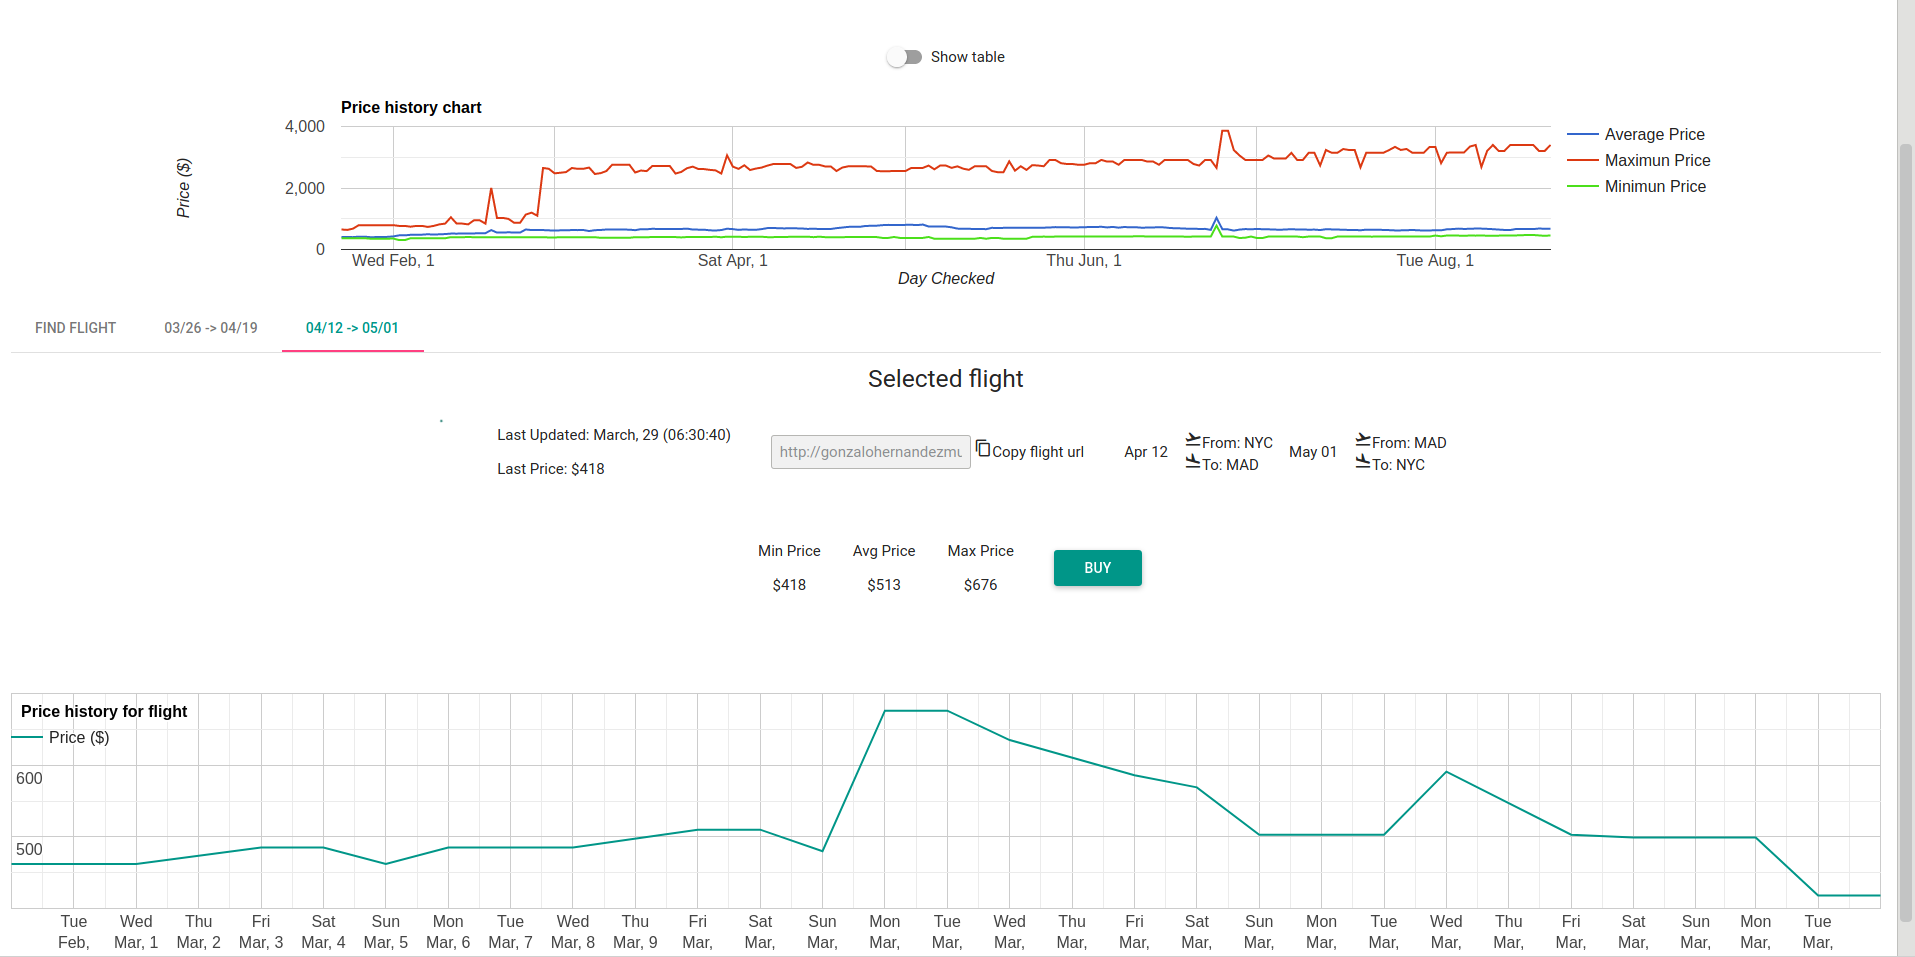 Show table
Price history chart
Price ($)
4,000
2,000
0
Average Price
Maximun Price
Minimun Price
Wed Feb, 1
Sat Apr, 1
Thu Jun, 1
Tue Aug, 1
Day Checked
FIND FLIGHT
03/26 -> 04/19
04/12 -> 05/01
Selected flight
Last Updated: March, 29 (06:30:40)
Last Price: $418
http://gonzalohernandezmu
Copy flight url
Apr 12
From: NYC
To: MAD
May 01
From: MAD
To: NYC
Min Price Avg Price Max Price
$418 $513 $676
BUY
Price history for flight
Price ($)
600
500
Tue Wed Thu Fri Sat Sun Mon Tue Wed Thu Fri Sat Sun Mon Tue Wed Thu Fri Sat Sun Mon Tue Wed Thu Fri Sat Sun Mon Tue
Feb, Mar, 1 Mar, 2 Mar, 3 Mar, 4 Mar, 5 Mar, 6 Mar, 7 Mar, 8 Mar, 9 Mar, Mar, Mar, Mar, Mar, Mar, Mar, Mar, Mar, Mar, Mar, Mar, Mar, Mar, Mar, Mar, Mar, Mar, Mar,